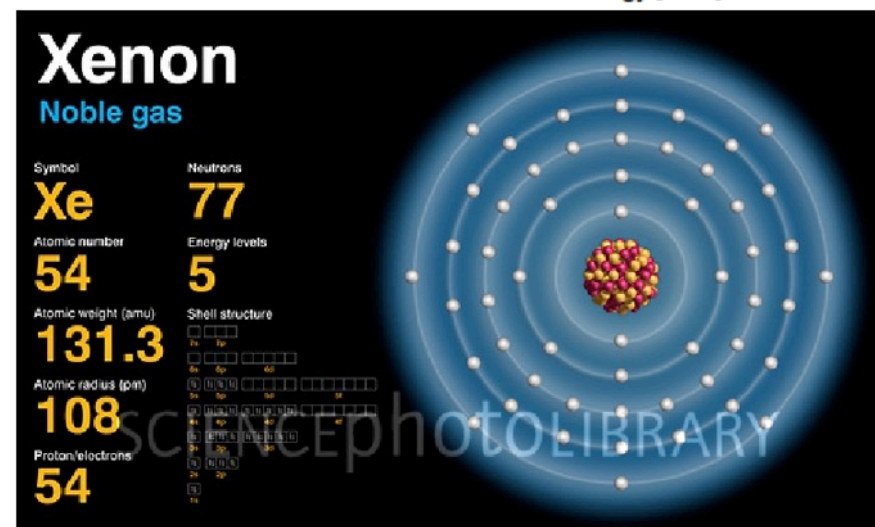 Xenon
Noble gas
Symbol
Xe
Neutrons
77
Atomic number
54
Energy levels
5
Atomic weight (amu)
131.3
Shell structure
Atomic radius (pm)
108
Proton/electrons
54
SCIENCEphotOLIBRARY